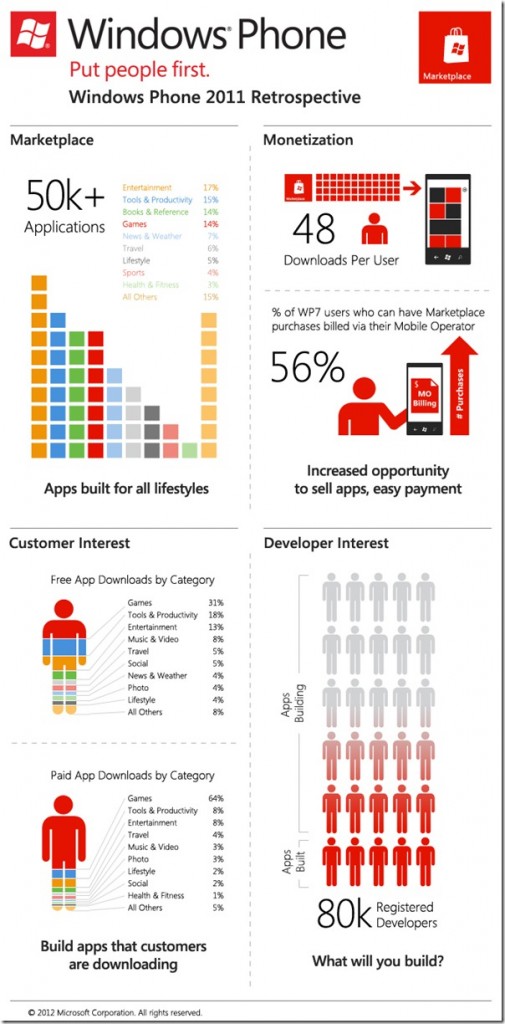 Windows® Phone
Put people first.
Marketplace
Windows Phone 2011 Retrospective
Marketplace
50k+
Applications
Entertainment 17%
Tools & Productivity 15%
Books & Reference 14%
Games 14%
News & Weather 7%
Travel 6%
Lifestyle 5%
Sports 4%
Health & Fitness 3%
All Others 15%
Apps built for all lifestyles
Monetization
Marketplace
48
Downloads Per User
% of WP7 users who can have Marketplace
purchases billed via their Mobile Operator
56%
$
MO
Billing
# Purchases
Increased opportunity
to sell apps, easy payment
Customer Interest
Free App Downloads by Category
Games 31%
Tools & Productivity 18%
Entertainment 13%
Music & Video 8%
Travel 5%
Social 5%
News & Weather 4%
Photo 4%
Lifestyle 4%
All Others 8%
Paid App Downloads by Category
Games 64%
Tools & Productivity 8%
Entertainment 8%
Travel 4%
Music & Video 3%
Photo 3%
Lifestyle 2%
Social 2%
Health & Fitness 1%
All Others 5%
Build apps that customers
are downloading
Developer Interest
Apps
Building
Apps
Built
80k Registered
Developers
What will you build?
© 2012 Microsoft Corporation. All rights reserved.